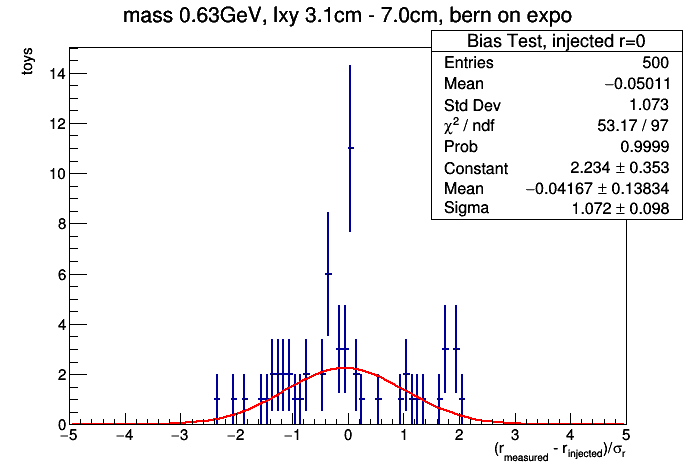 mass 0.63GeV, lxy 3.1cm - 7.0cm, bern on expo
Bias Test, injected r=0
Entries 500
Mean −0.05011
Std Dev 1.073
χ² / ndf 53.17 / 97
Prob 0.9999
Constant 2.234 ± 0.353
Mean −0.04167 ± 0.13834
Sigma 1.072 ± 0.098
toys
14
12
10
8
6
4
2
0
−5 −4 −3 −2 −1 0 1 2 3 4 5
(r_measured - r_injected)/σ_r